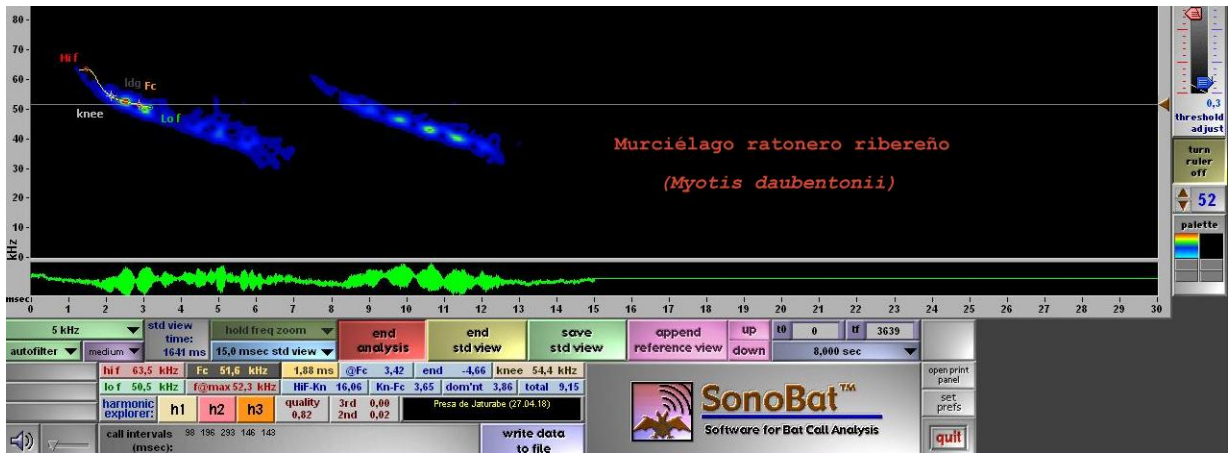 80
70
60
50
40
30
20
10
0
kHz
Hi f
ldg Fc
knee
Lo f
Murciélago ratonero ribereño
(Myotis daubentonii)
0,3
threshold
adjust
turn
ruler
off
52
palette
msec: 0 1 2 3 4 5 6 7 8 9 10 11 12 13 14 15 16 17 18 19 20 21 22 23 24 25 26 27 28 29 30
5 kHz
autofilter
medium
std view
time:
1641 ms
hold freq zoom
15,0 msec std view
end
analysis
end
std view
save
std view
append
reference view
up
down
t0 0 tf 3639
8,000 sec
hi f 63,5 kHz Fc 51,6 kHz 1,88 ms @Fc 3,42 end -4,66 knee 54,4 kHz
lo f 50,5 kHz f@max 52,3 kHz HiF-Kn 16,06 Kn-Fc 3,65 dom'nt 3,86 total 9,15
harmonic
explorer:
h1 h2 h3
quality
0,82
3rd 0,00
2nd 0,02
Presa de Jaturabe (27.04.18)
call intervals
(msec):
98 196 293 146 143
write data
to file
SonoBat™
Software for Bat Call Analysis
open print
panel
set
prefs
quit